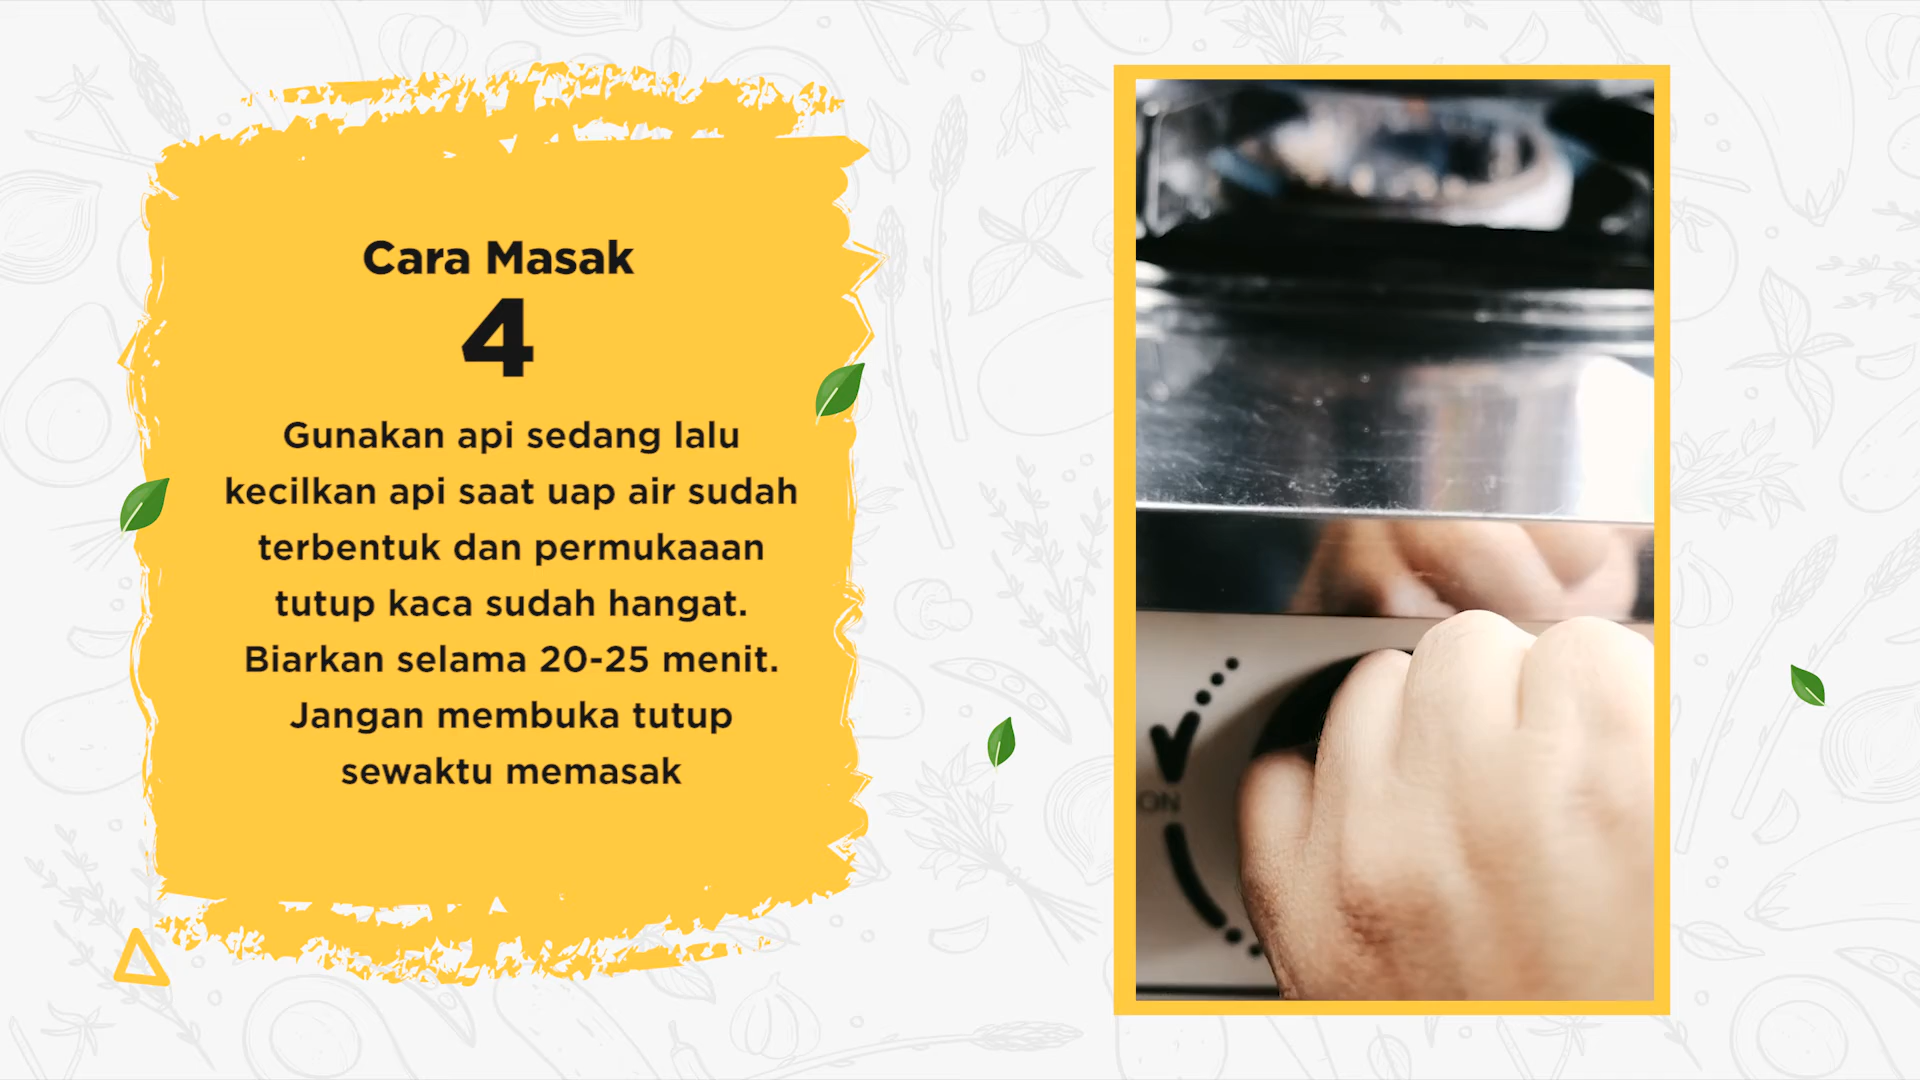 Cara Masak
4
Gunakan api sedang lalu
kecilkan api saat uap air sudah
terbentuk dan permukaaan
tutup kaca sudah hangat.
Biarkan selama 20-25 menit.
Jangan membuka tutup
sewaktu memasak
ON